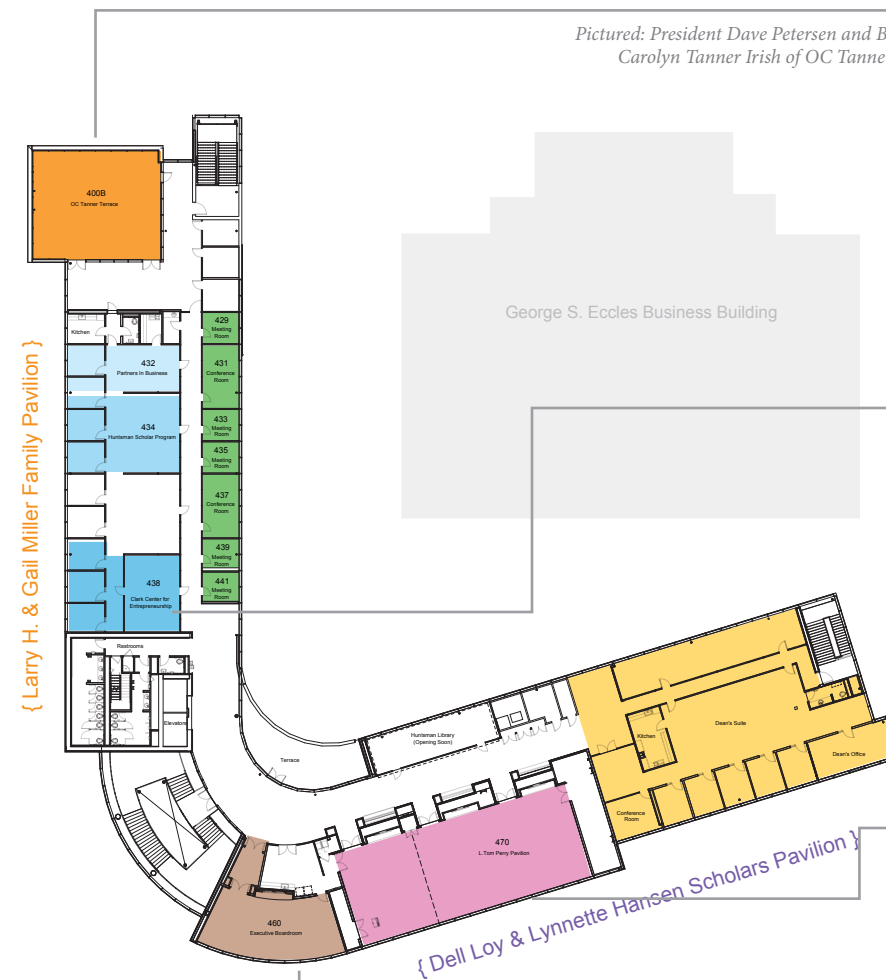 Pictured: President Dave Petersen and B
Carolyn Tanner Irish of OC Tanne
400B
OC Tanner Terrace
George S. Eccles Business Building
{ Larry H. & Gail Miller Family Pavilion }
Kitchen
429
Meeting
Room
432
Partners in Business
431
Conference
Room
434
Huntsman Scholar Program
433
Meeting
Room
435
Meeting
Room
437
Conference
Room
439
Meeting
Room
438
Clark Center for
Entrepreneurship
441
Meeting
Room
Restrooms
Elevators
Terrace
Huntsman Library
(Opening Soon)
Kitchen
Dean's Suite
Dean's Office
Conference
Room
470
L.Tom Perry Pavilion
460
Executive Boardroom
{ Dell Loy & Lynnette Hansen Scholars Pavilion }